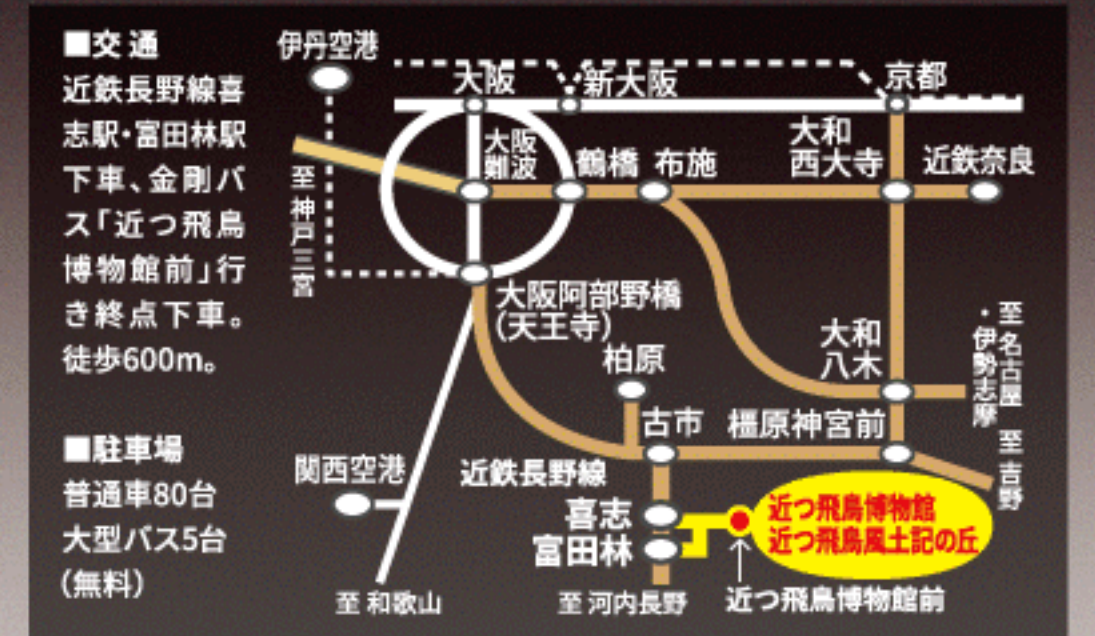 ■交通
近鉄長野線喜
志駅・富田林駅
下車、金剛バ
ス「近つ飛鳥
博物館前」行
き終点下車。
徒歩600m。
■駐車場
普通車80台
大型バス5台
(無料)
伊丹空港
大阪
新大阪
京都
大阪
難波
鶴橋
布施
大和
西大寺
近鉄奈良
至神戸三宮
大阪阿部野橋
(天王寺)
柏原
大和
八木
至名古屋
・伊勢志摩
古市
橿原神宮前
至吉野
関西空港
近鉄長野線
喜志
富田林
近つ飛鳥博物館
近つ飛鳥風土記の丘
至和歌山
至河内長野
近つ飛鳥博物館前